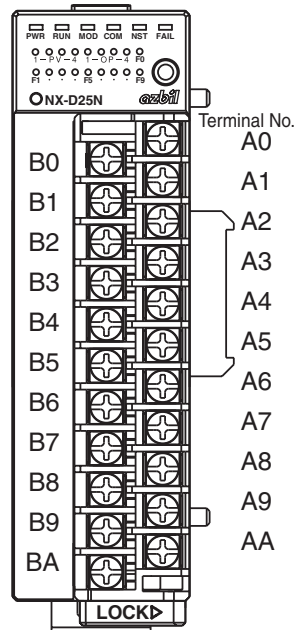 PWR RUN MOD COM NST FAIL
1-PV-4 1-OP-4 F0
F1 · · · F5 · · · F9
NX-D25N azbil
Terminal No.
A0
B0
A1
B1
A2
B2
A3
B3
A4
B4
A5
B5
A6
B6
A7
B7
A8
B8
A9
B9
AA
BA
LOCK